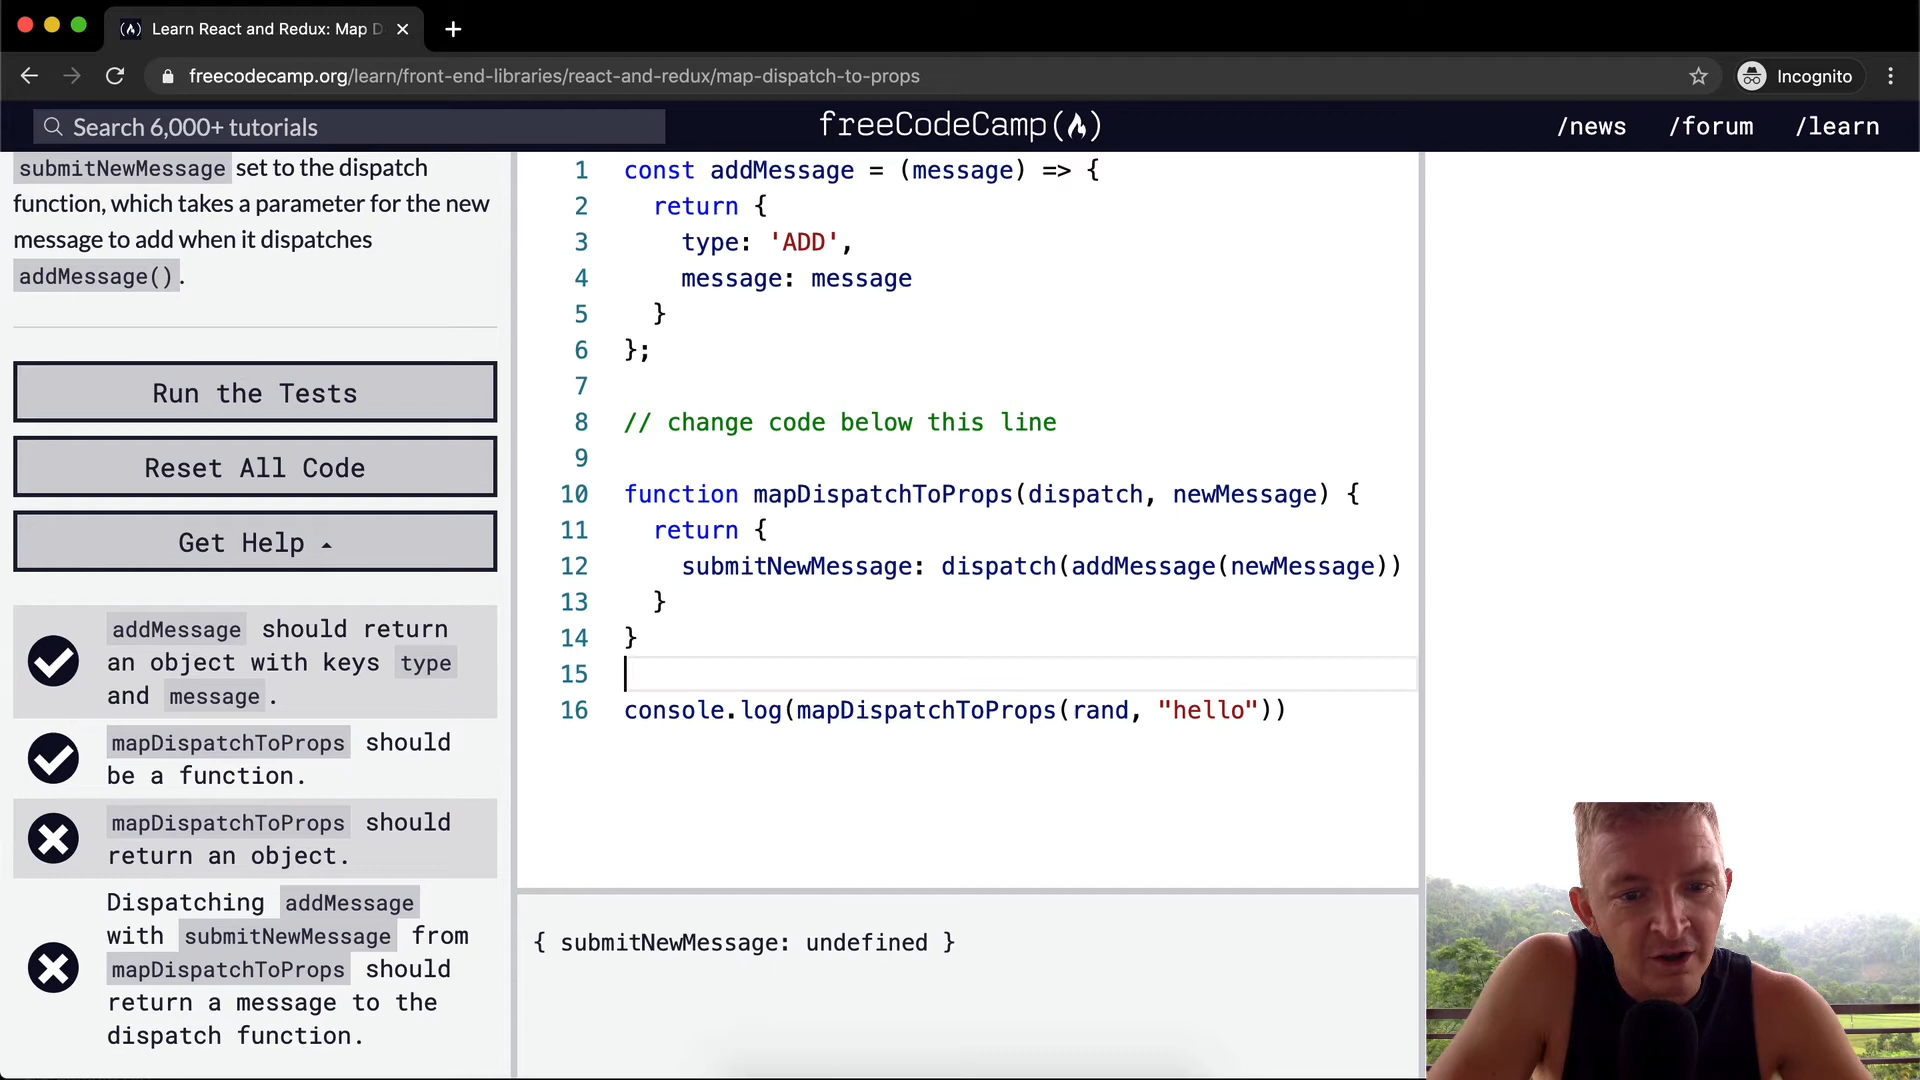 Learn React and Redux: Map D
freecodecamp.org/learn/front-end-libraries/react-and-redux/map-dispatch-to-props
Incognito
Search 6,000+ tutorials
freeCodeCamp(🔥)
/news /forum /learn
submitNewMessage set to the dispatch
function, which takes a parameter for the new
message to add when it dispatches
addMessage().
Run the Tests
Reset All Code
Get Help
addMessage should return
an object with keys type
and message.
mapDispatchToProps should
be a function.
mapDispatchToProps should
return an object.
Dispatching addMessage
with submitNewMessage from
mapDispatchToProps should
return a message to the
dispatch function.
1 const addMessage = (message) => {
2 return {
3 type: 'ADD',
4 message: message
5 }
6 };
7
8 // change code below this line
9
10 function mapDispatchToProps(dispatch, newMessage) {
11 return {
12 submitNewMessage: dispatch(addMessage(newMessage))
13 }
14 }
15
16 console.log(mapDispatchToProps(rand, "hello"))
{ submitNewMessage: undefined }